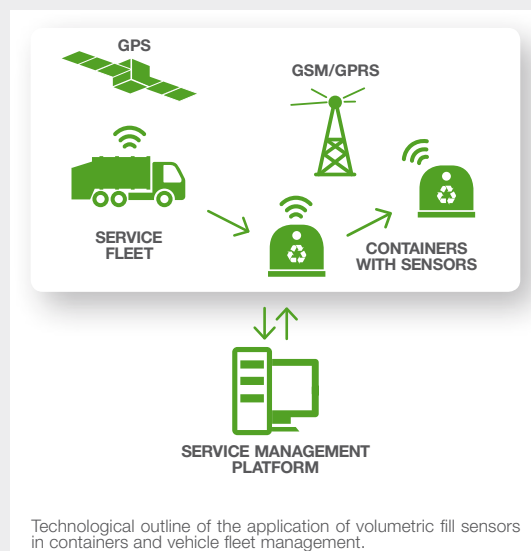 GPS
GSM/GPRS
SERVICE
FLEET
CONTAINERS
WITH SENSORS
SERVICE MANAGEMENT
PLATFORM
Technological outline of the application of volumetric fill sensors
in containers and vehicle fleet management.